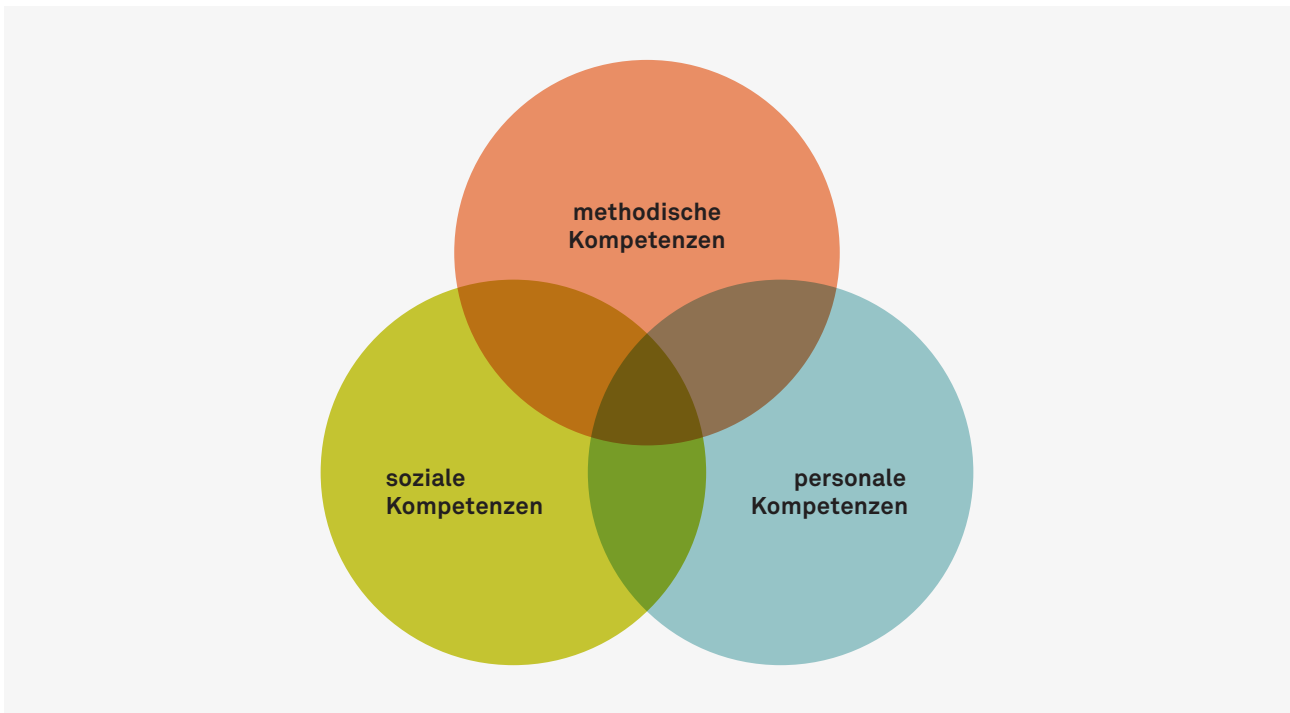 methodische
Kompetenzen
soziale
Kompetenzen
personale
Kompetenzen